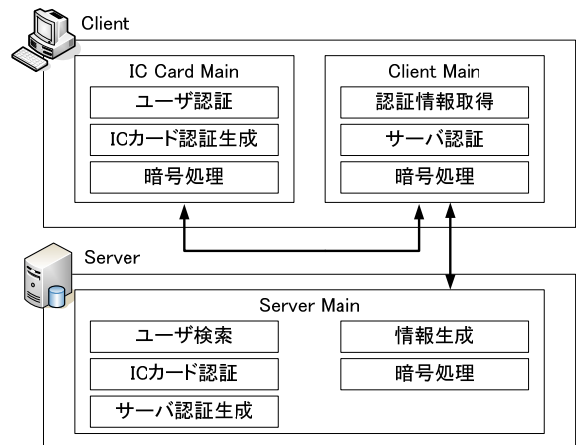 Client
IC Card Main
ユーザ認証
ICカード認証生成
暗号処理
Client Main
認証情報取得
サーバ認証
暗号処理
Server
Server Main
ユーザ検索
ICカード認証
サーバ認証生成
情報生成
暗号処理